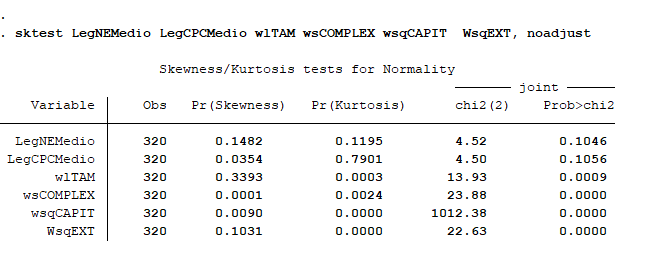 .
. sktest LegNEMedio LegCPCMedio wlTAM wsCOMPLEX wsqCAPIT  WsqEXT, noadjust
Skewness/Kurtosis tests for Normality
joint
Variable Obs Pr(Skewness) Pr(Kurtosis) chi2(2) Prob>chi2
LegNEMedio 320 0.1482 0.1195 4.52 0.1046
LegCPCMedio 320 0.0354 0.7901 4.50 0.1056
wlTAM 320 0.3393 0.0003 13.93 0.0009
wsCOMPLEX 320 0.0001 0.0024 23.88 0.0000
wsqCAPIT 320 0.0090 0.0000 1012.38 0.0000
WsqEXT 320 0.1031 0.0000 22.63 0.0000